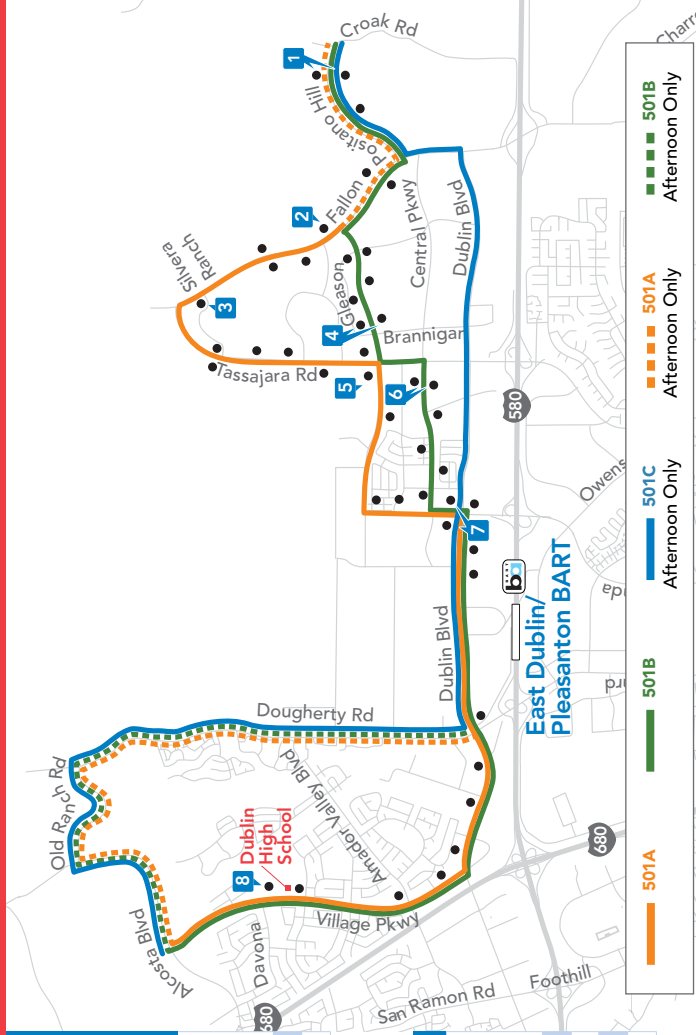 Croak Rd
Charr
1
Positano Hill
Fallon
2
Central Pkwy
Dublin Blvd
Silvera
Ranch
3
Gleason
4
Brannigan
Tassajara Rd
5
6
580
Owens
7
East Dublin/
Pleasanton BART
ba
Dublin Blvd
Dougherty Rd
Old Ranch Rd
Amador Valley Blvd
Dublin
High
School
8
Village Pkwy
Alcosta Blvd
Davona
680
San Ramon Rd
Foothill
680
501A
501B
501C
Afternoon Only
501A
Afternoon Only
501B
Afternoon Only